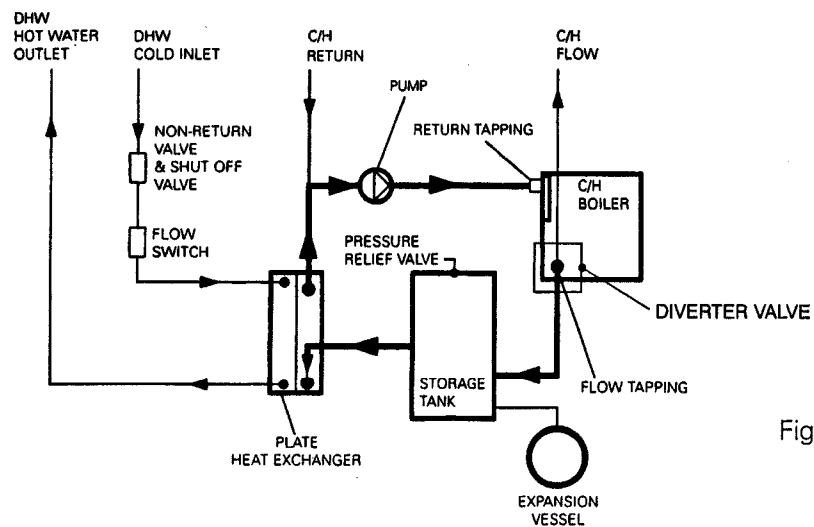 DHW
HOT WATER
OUTLET
DHW
COLD INLET
C/H
RETURN
C/H
FLOW
PUMP
RETURN TAPPING
NON-RETURN
VALVE
& SHUT OFF
VALVE
C/H
BOILER
FLOW
SWITCH
PRESSURE
RELIEF VALVE
DIVERTER VALVE
FLOW TAPPING
STORAGE
TANK
PLATE
HEAT EXCHANGER
Fig
EXPANSION
VESSEL